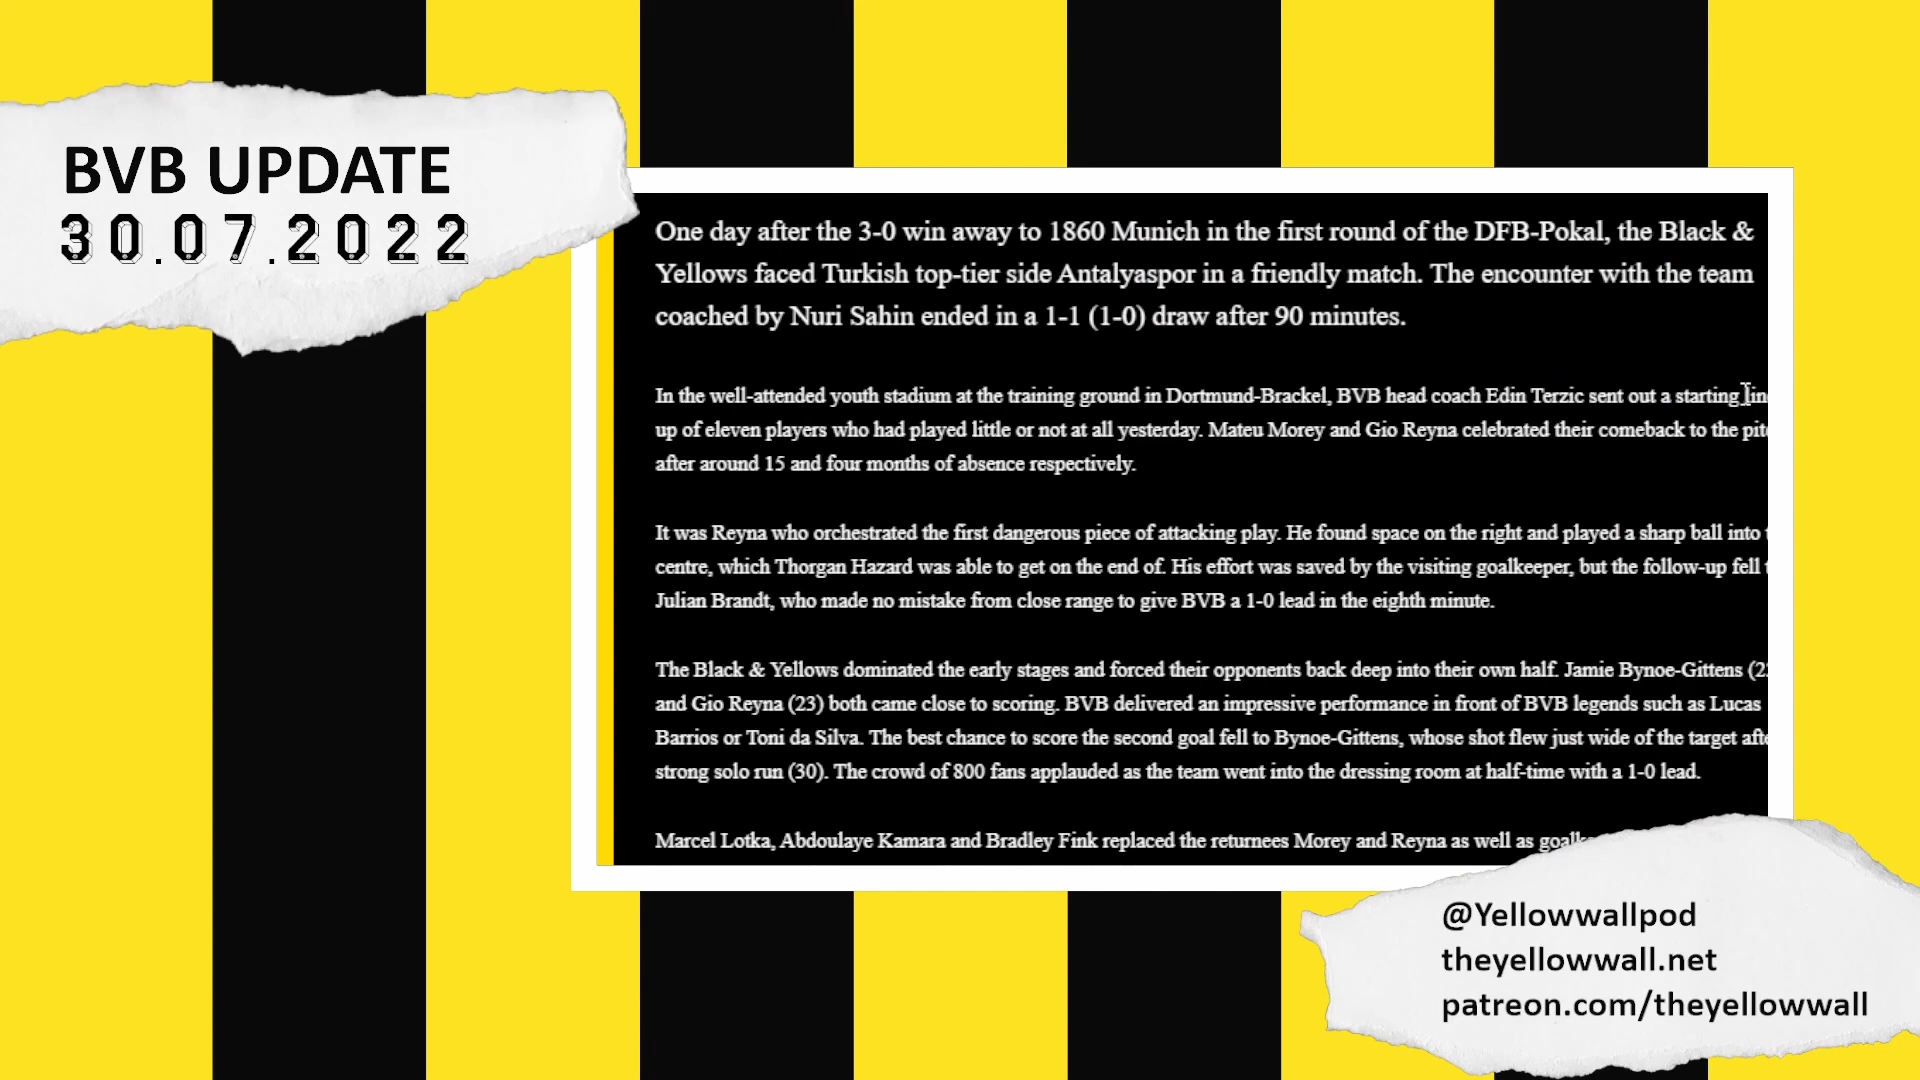 BVB UPDATE
30.07.2022
One day after the 3-0 win away to 1860 Munich in the first round of the DFB-Pokal, the Black &
Yellows faced Turkish top-tier side Antalyaspor in a friendly match. The encounter with the team
coached by Nuri Sahin ended in a 1-1 (1-0) draw after 90 minutes.
In the well-attended youth stadium at the training ground in Dortmund-Brackel, BVB head coach Edin Terzic sent out a starting
up of eleven players who had played little or not at all yesterday. Mateu Morey and Gio Reyna celebrated their comeback to the
after around 15 and four months of absence respectively.
It was Reyna who orchestrated the first dangerous piece of attacking play. He found space on the right and played a sharp ball into
centre, which Thorgan Hazard was able to get on the end of. His effort was saved by the visiting goalkeeper, but the follow-up fell
Julian Brandt, who made no mistake from close range to give BVB a 1-0 lead in the eighth minute.
The Black & Yellows dominated the early stages and forced their opponents back deep into their own half. Jamie Bynoe-Gittens
and Gio Reyna (23) both came close to scoring. BVB delivered an impressive performance in front of BVB legends such as Lucas
Barrios or Toni da Silva. The best chance to score the second goal fell to Bynoe-Gittens, whose shot flew just wide of the target
strong solo run (30). The crowd of 800 fans applauded as the team went into the dressing room at half-time with a 1-0 lead.
Marcel Lotka, Abdoulaye Kamara and Bradley Fink replaced the returnees Morey and Reyna as well as
@Yellowwallpod
theyellowwall.net
patreon.com/theyellowwall